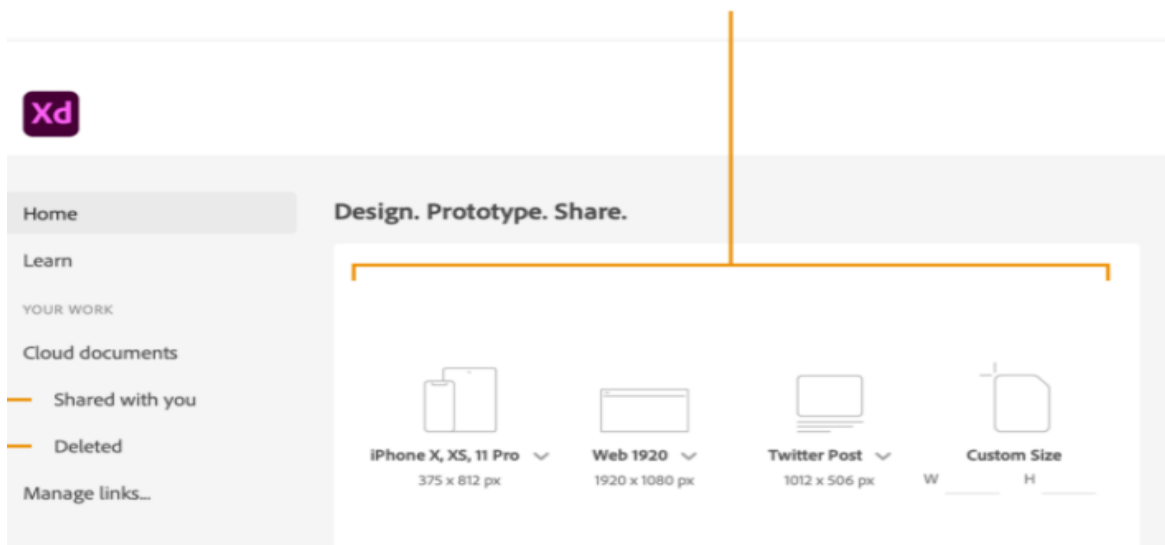 Xd
Home
Design. Prototype. Share.
Learn
YOUR WORK
Cloud documents
Shared with you
Deleted
Manage links...
iPhone X, XS, 11 Pro
375 x 812 px
Web 1920
1920 x 1080 px
Twitter Post
1012 x 506 px
Custom Size
W H